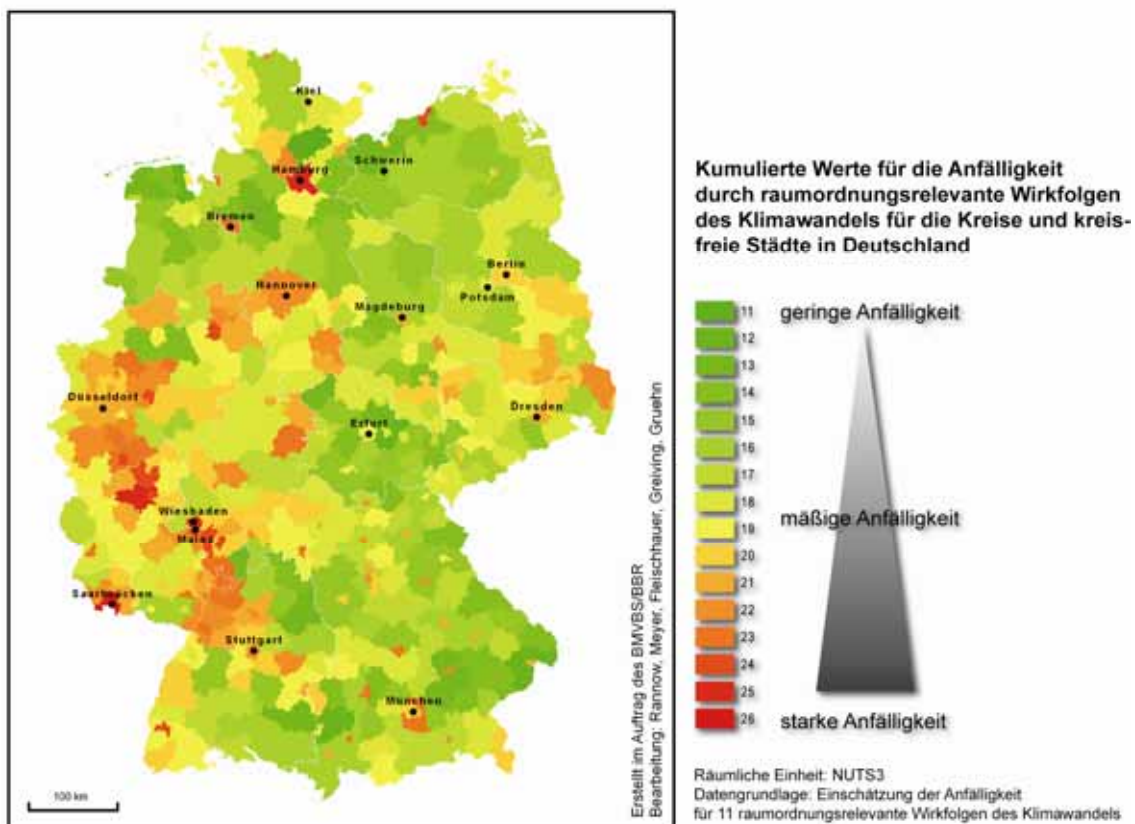 Kiel
Schwerin
Hamburg
Bremen
Berlin
Hannover
Potsdam
Magdeburg
Düsseldorf
Dresden
Erfurt
Wiesbaden
Mainz
Saarbrücken
Stuttgart
München
100 km
Erstellt im Auftrag des BMVBS/BBR
Bearbeitung: Rannow, Meyer, Fleischhauer, Greiving, Gruehn
Kumulierte Werte für die Anfälligkeit
durch raumordnungsrelevante Wirkfolgen
des Klimawandels für die Kreise und kreis-
freie Städte in Deutschland
11 geringe Anfälligkeit
12
13
14
15
16
17
18
19 mäßige Anfälligkeit
20
21
22
23
24
25
26 starke Anfälligkeit
Räumliche Einheit: NUTS3
Datengrundlage: Einschätzung der Anfälligkeit
für 11 raumordnungsrelevante Wirkfolgen des Klimawandels